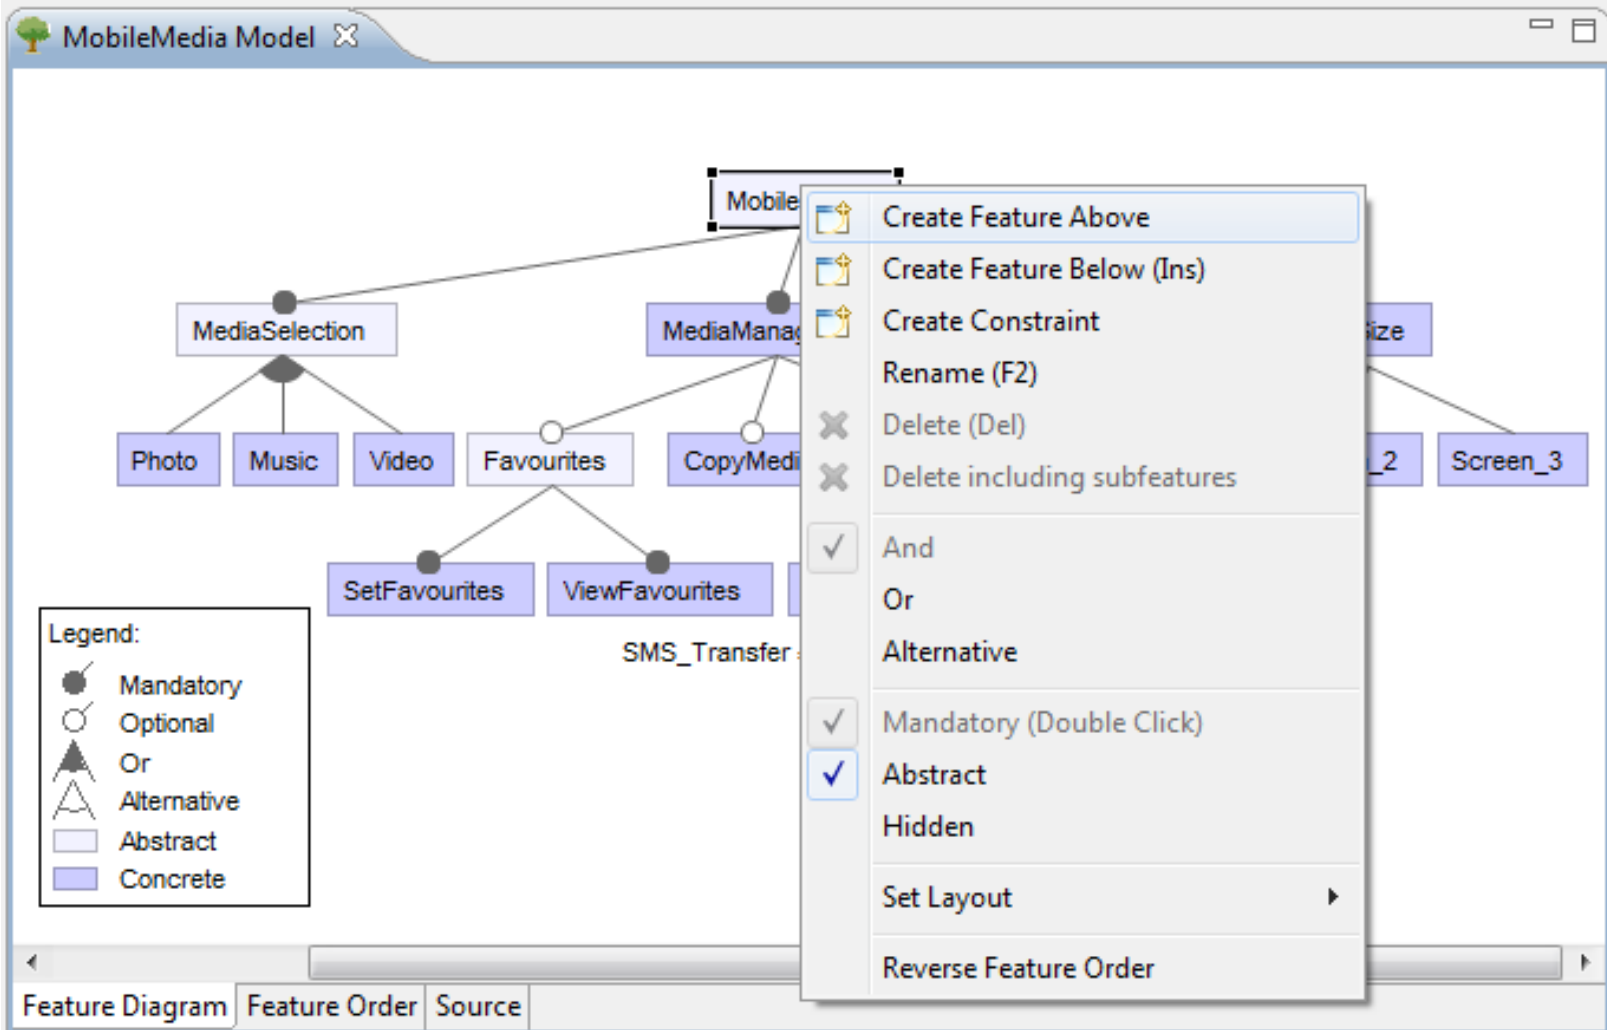 MobileMedia Model
Mobile
MediaSelection
MediaManag
Size
Photo
Music
Video
Favourites
CopyMedi
_2
Screen_3
SetFavourites
ViewFavourites
SMS_Transfer
Legend:
Mandatory
Optional
Or
Alternative
Abstract
Concrete
Create Feature Above
Create Feature Below (Ins)
Create Constraint
Rename (F2)
Delete (Del)
Delete including subfeatures
And
Or
Alternative
Mandatory (Double Click)
Abstract
Hidden
Set Layout
Reverse Feature Order
Feature Diagram
Feature Order
Source